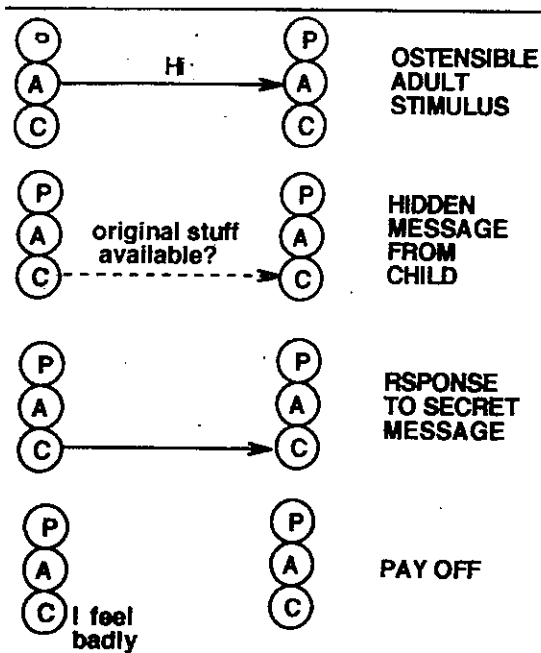 P P
Hi
A A
C C
OSTENSIBLE
ADULT
STIMULUS
P P
A A
original stuff
available?
C C
HIDDEN
MESSAGE
FROM
CHILD
P P
A A
C C
RSPONSE
TO SECRET
MESSAGE
P P
A A
C C
I feel
badly
PAY OFF